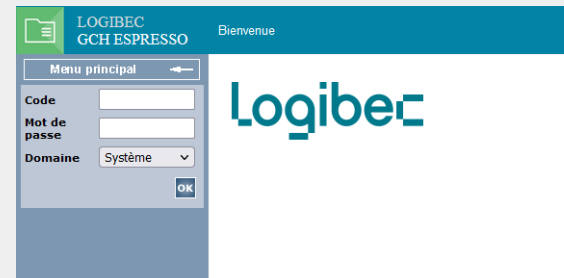 LOGIBEC
GCH ESPRESSO
Bienvenue
Menu principal
Code
Mot de
passe
Domaine
Système
OK
Logibec